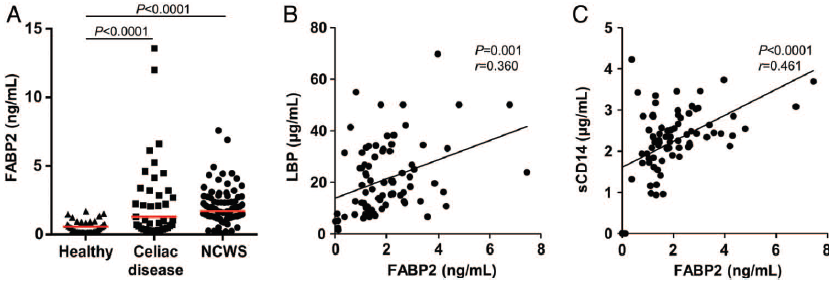 A
P<0.0001
P<0.0001
FABP2 (ng/mL)
15
10
5
0
Healthy
Celiac
disease
NCWS
B
P=0.001
r=0.360
LBP (µg/mL)
80
60
40
20
0
0 2 4 6 8
FABP2 (ng/mL)
C
P<0.0001
r=0.461
sCD14 (µg/mL)
5
4
3
2
1
0
0 2 4 6 8
FABP2 (ng/mL)